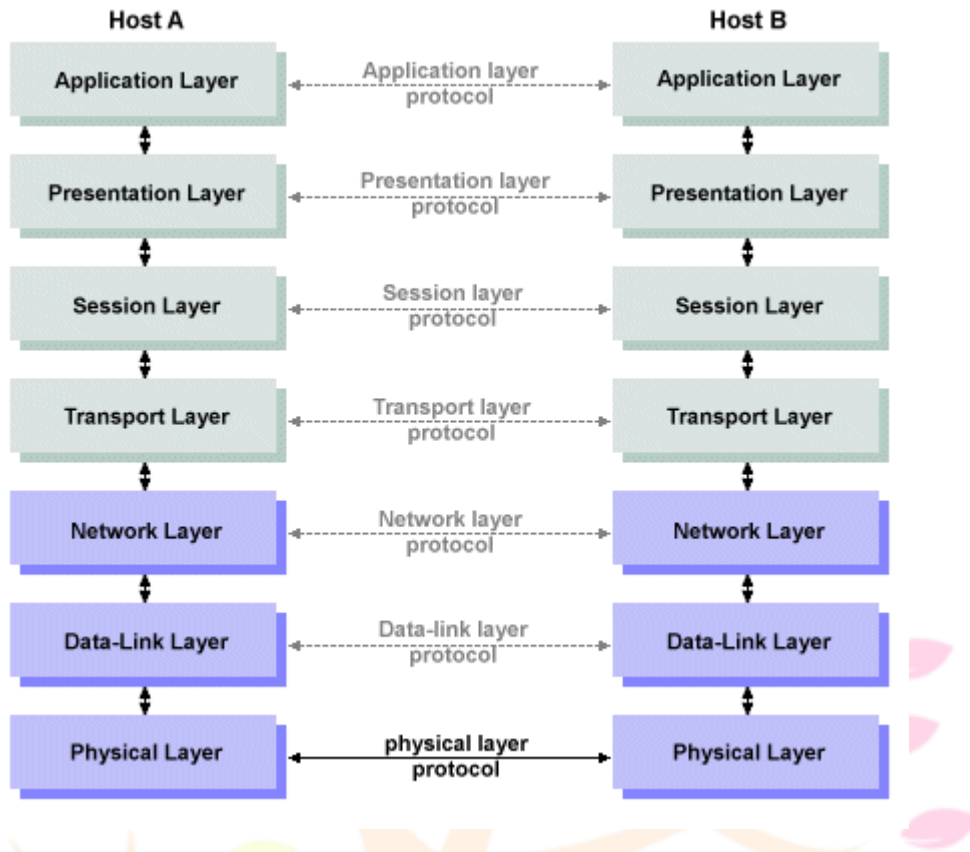 Host A
Host B
Application Layer
Application layer
protocol
Application Layer
Presentation Layer
Presentation layer
protocol
Presentation Layer
Session Layer
Session layer
protocol
Session Layer
Transport Layer
Transport layer
protocol
Transport Layer
Network Layer
Network layer
protocol
Network Layer
Data-Link Layer
Data-link layer
protocol
Data-Link Layer
Physical Layer
physical layer
protocol
Physical Layer